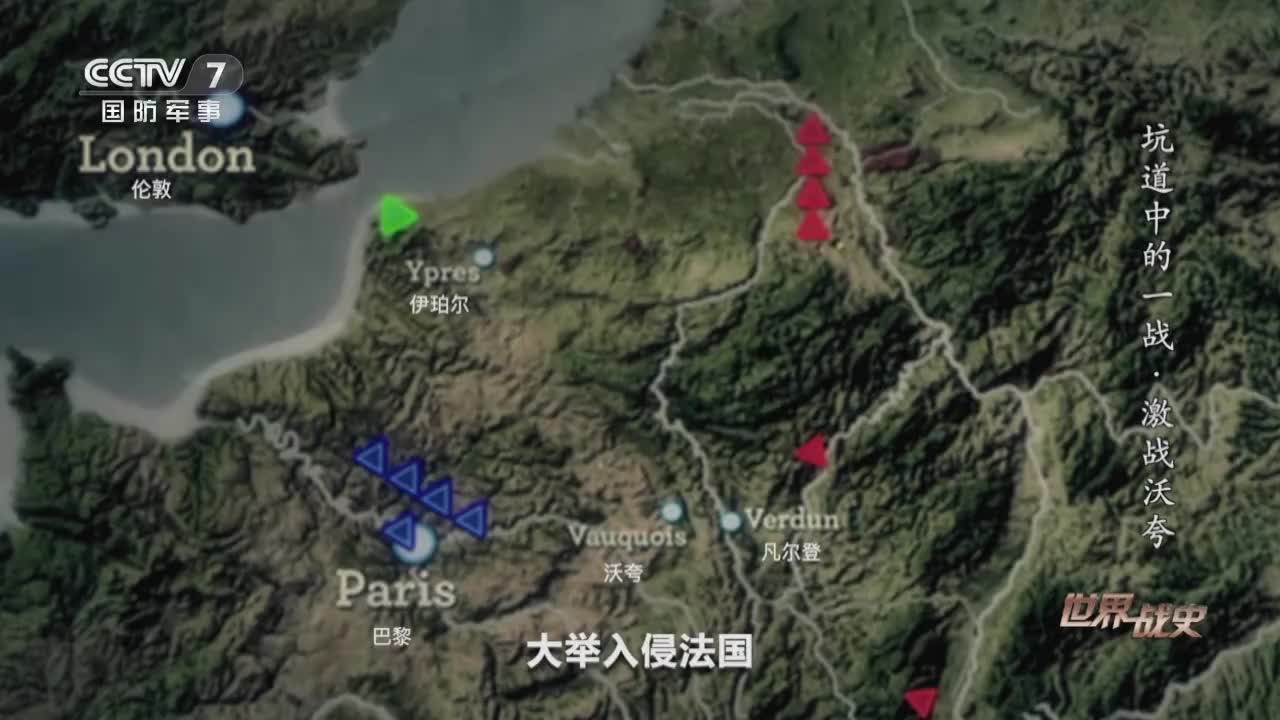 CCTV 7
国防军事
London
伦敦
Ypres
伊珀尔
坑道中的一战·激战沃夸
Vauquois
沃夸
Verdun
凡尔登
Paris
巴黎
世界战史
大举入侵法国